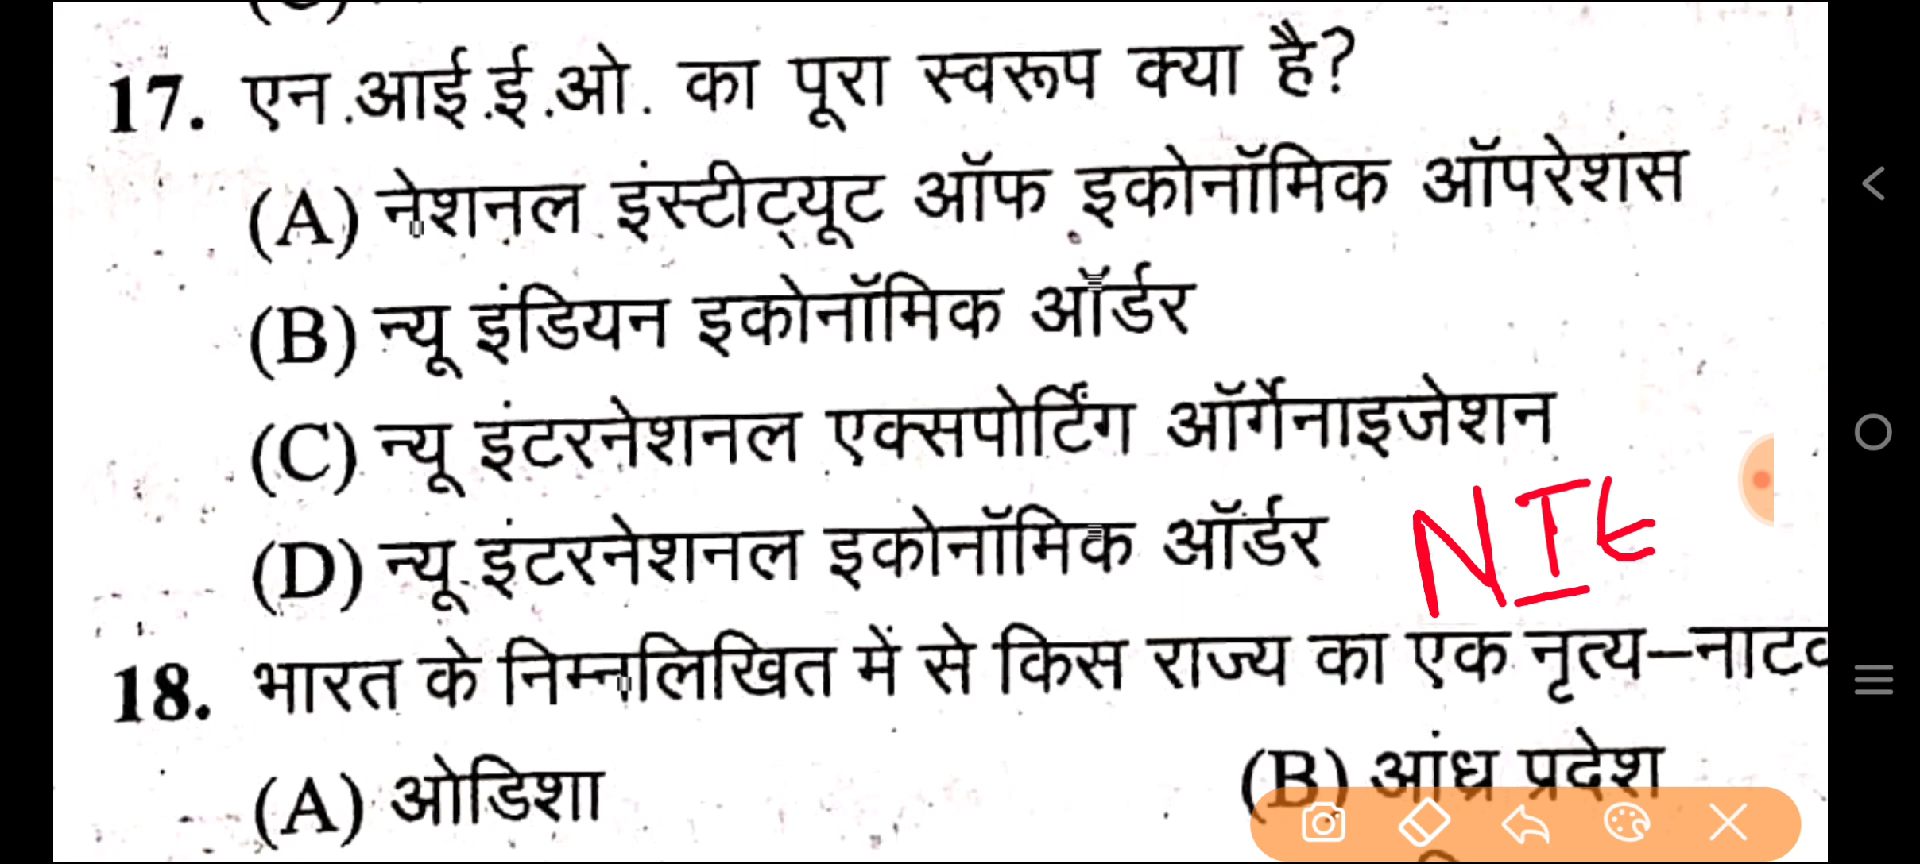 17. एन.आई.ई.ओ. का पूरा स्वरूप क्या है?
(A) नेशनल इंस्टीट्यूट ऑफ इकोनॉमिक ऑपरेशंस
(B) न्यू इंडियन इकोनॉमिक ऑर्डर
(C) न्यू इंटरनेशनल एक्सपोर्टिंग ऑर्गेनाइजेशन
(D) न्यू इंटरनेशनल इकोनॉमिक ऑर्डर NIE
18. भारत के निम्नलिखित में से किस राज्य का एक नृत्य–
(A) ओडिशा (B) आंध्र प्रदेश